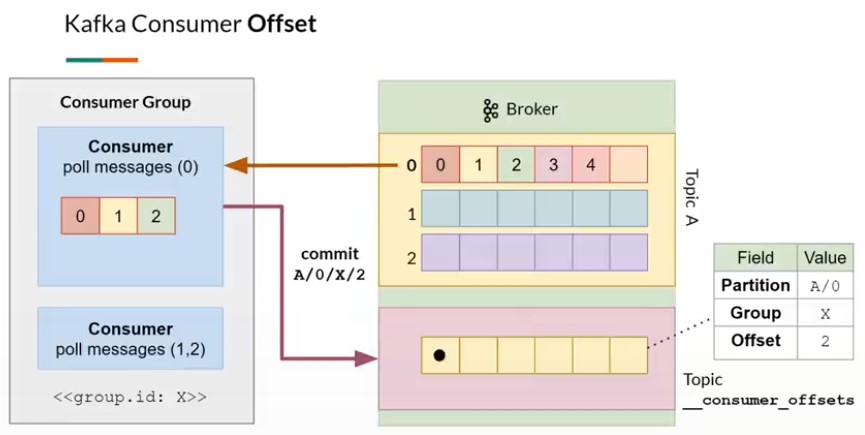 Kafka Consumer Offset
Consumer Group
Consumer
poll messages (0)
0 1 2
Consumer
poll messages (1,2)
<<group.id: X>>
commit
A/0/X/2
Broker
0 0 1 2 3 4
1
2
Topic A
Field Value
Partition A/0
Group X
Offset 2
Topic
__consumer_offsets